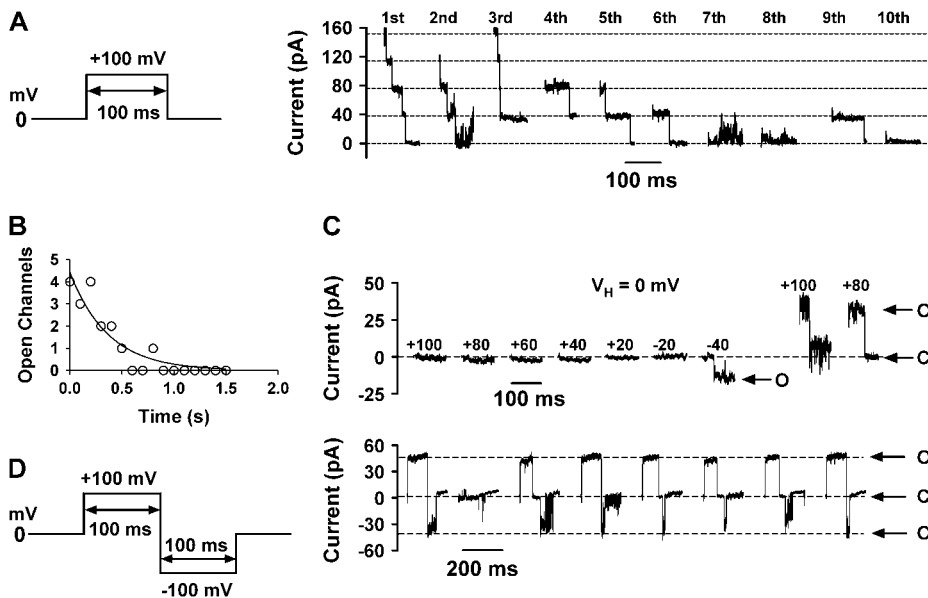 A
+100 mV
mV
0
100 ms
Current (pA)
160
120
80
40
0
1st 2nd 3rd 4th 5th 6th 7th 8th 9th 10th
100 ms
B
Open Channels
5
4
3
2
1
0
0.0 0.5 1.0 1.5 2.0
Time (s)
C
Current (pA)
50
25
0
-25
V_H = 0 mV
+100 +80
+100 +80 +60 +40 +20 -20 -40
O
C
O
100 ms
D
+100 mV
mV
0
100 ms
100 ms
-100 mV
Current (pA)
60
30
0
-30
-60
O
C
O
200 ms